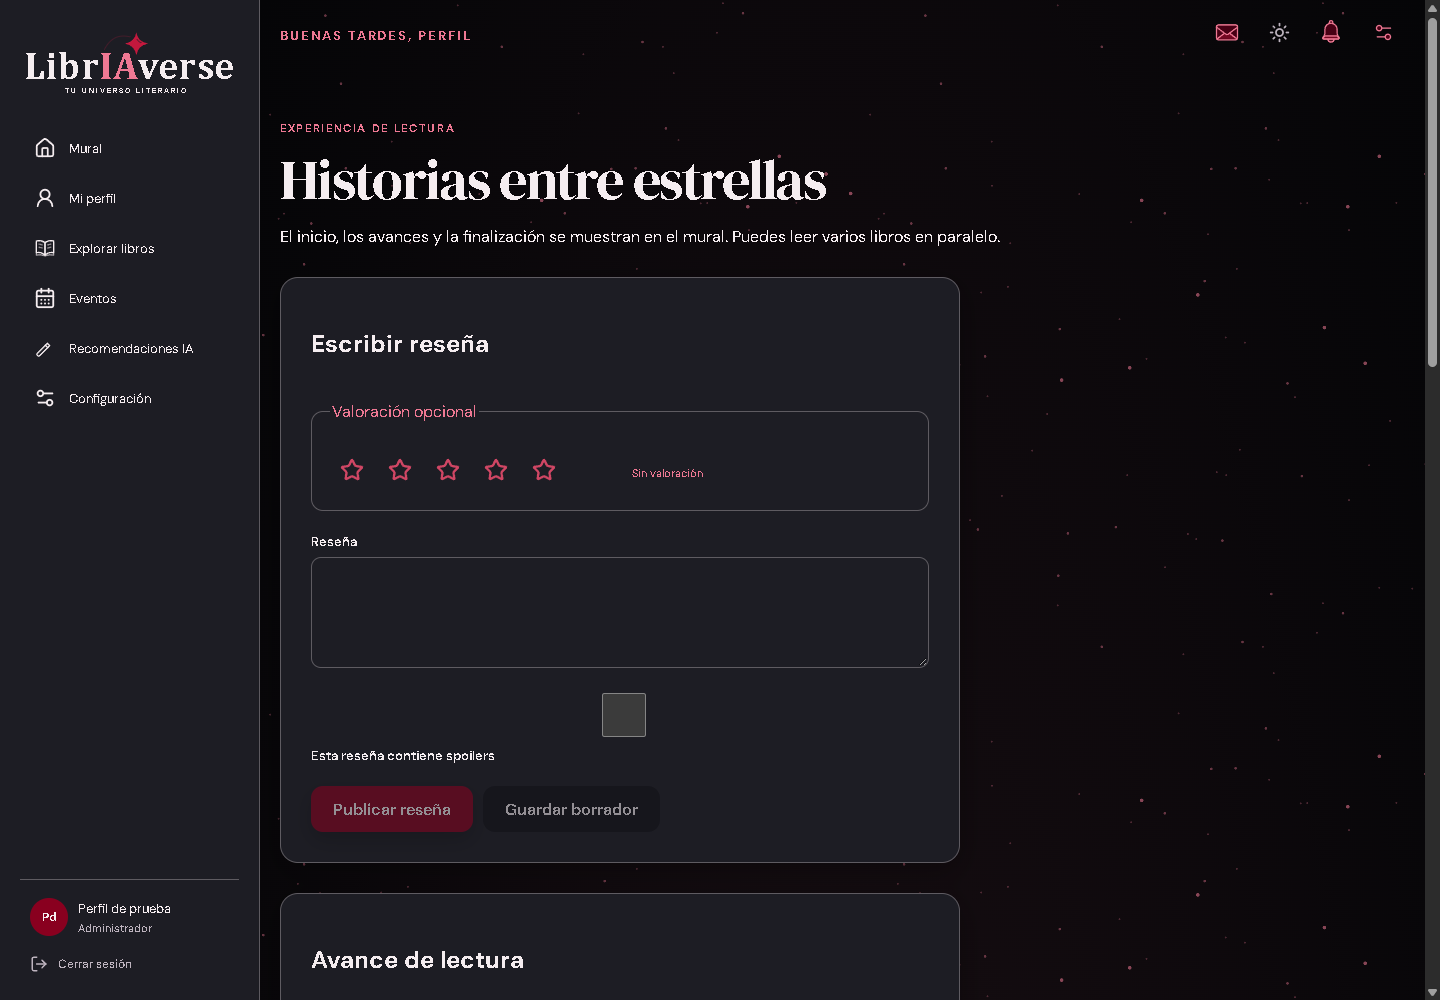 LibrIAverse
TU UNIVERSO LITERARIO
Mural
Mi perfil
Explorar libros
Eventos
Recomendaciones IA
Configuración
Pd
Perfil de prueba
Administrador
Cerrar sesión
BUENAS TARDES, PERFIL
EXPERIENCIA DE LECTURA
Historias entre estrellas
El inicio, los avances y la finalización se muestran en el mural. Puedes leer varios libros en paralelo.
Escribir reseña
Valoración opcional
Sin valoración
Reseña
Esta reseña contiene spoilers
Publicar reseña
Guardar borrador
Avance de lectura